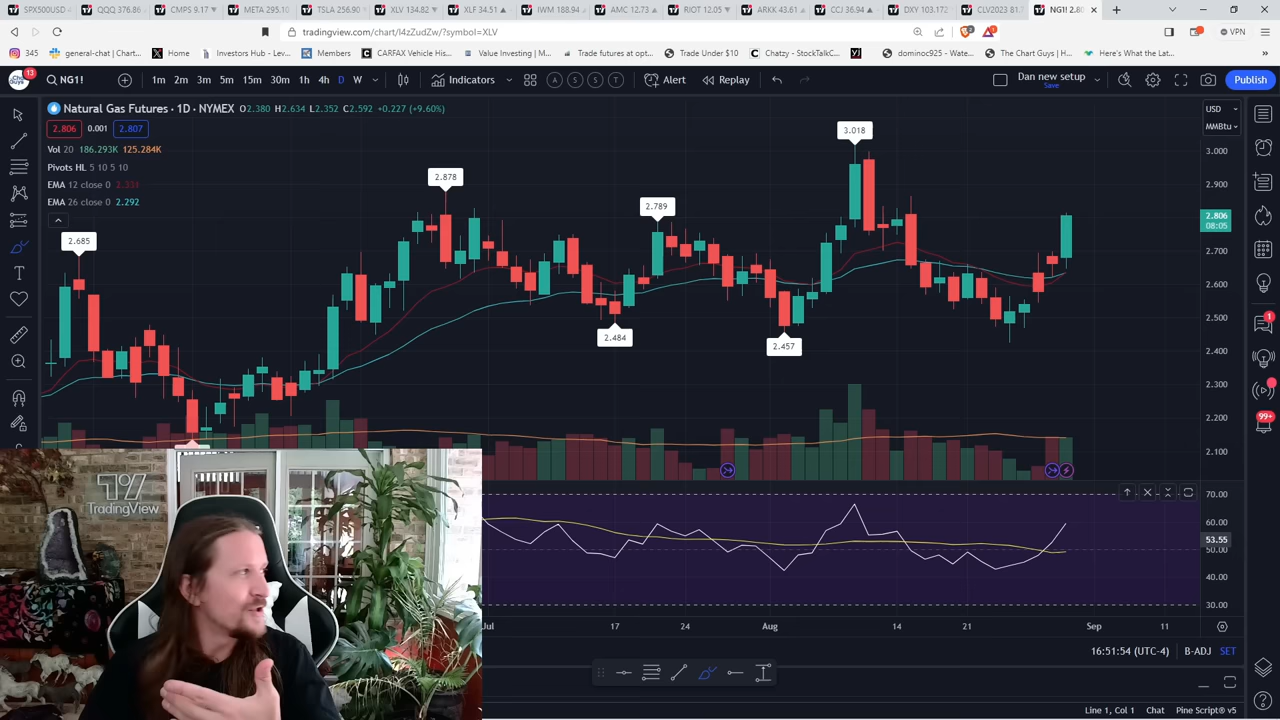 SPX500USD
QQQ 376.86
CMPS 9.17 ▼
META 295.10
TSLA 256.90
XLV 134.82 ▼
XLF 34.51 ▲
IWM 188.94
AMC 12.73 ▲
RIOT 12.05 ▼
ARKK 43.61
CCJ 36.94 ▲
DXY 103.172
CLV2023 81.
NG1! 2.80
tradingview.com/chart/l4zZudZw/?symbol=XLV
VPN
345
general-chat | Chart...
Home
Investors Hub - Lev...
Members
CARFAX Vehicle His...
Value Investing | M...
Trade futures at opt...
Trade Under $10
Chatzy - StockTalkC...
dominoc925 - Wate...
The Chart Guys | H...
Here's What the Lat...
13
NG1!
1m 2m 3m 5m 15m 30m 1h 4h D W
Indicators
A S S T
Alert
Replay
Dan new setup
Save
Publish
Natural Gas Futures · 1D · NYMEX O2.380 H2.634 L2.352 C2.592 +0.227 (+9.60%)
2.806 0.001 2.807
Vol 20 186.293K 125.284K
Pivots HL 5 10 5 10
EMA 12 close 0 2.331
EMA 26 close 0 2.292
USD
MMBtu
2.685
2.878
2.484
2.789
2.457
3.018
3.000
2.900
2.806
08:05
2.700
2.600
2.500
2.400
2.300
2.200
2.100
70.00
60.00
53.55
50.00
40.00
30.00
1
99+
TradingView
Jul 17 24 Aug 14 21 Sep 11
16:51:54 (UTC-4) B-ADJ SET
Line 1, Col 1 Chat Pine Script® v5